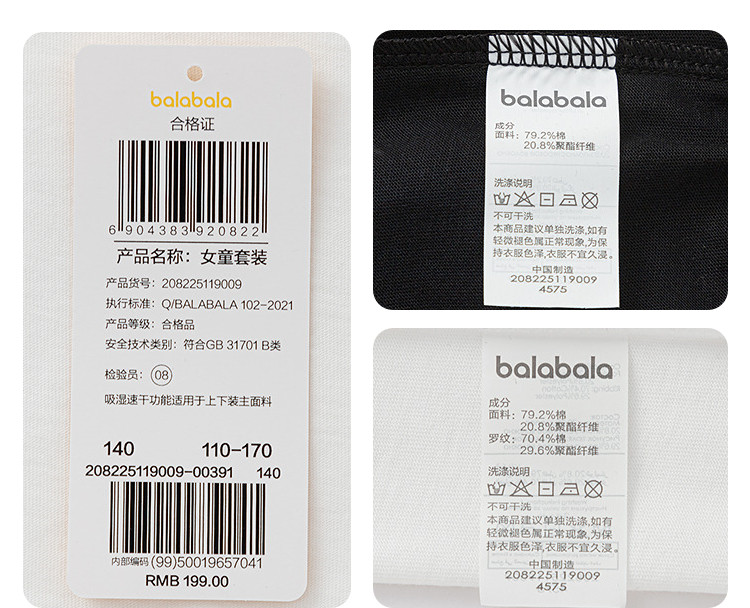 balabala
合格证
6 904383 920822
产品名称：女童套装
产品货号：208225119009
执行标准：Q/BALABALA 102-2021
产品等级：合格品
安全技术类别：符合GB 31701 B类
检验员：08
吸湿速干功能适用于上下装主面料
140 110-170
208225119009-00391 140
内部编码 (99)50019657041
RMB 199.00
balabala
成分
面料：79.2%棉
20.8%聚酯纤维
洗涤说明
不可干洗
本商品建议单独洗涤,如有
轻微褪色属正常现象,为保
持衣服色泽,衣服不宜久浸。
中国制造
208225119009
4575
balabala
成分
面料：79.2%棉
20.8%聚酯纤维
罗纹：70.4%棉
29.6%聚酯纤维
洗涤说明
不可干洗
本商品建议单独洗涤,如有
轻微褪色属正常现象,为保
持衣服色泽,衣服不宜久浸。
中国制造
208225119009
4575